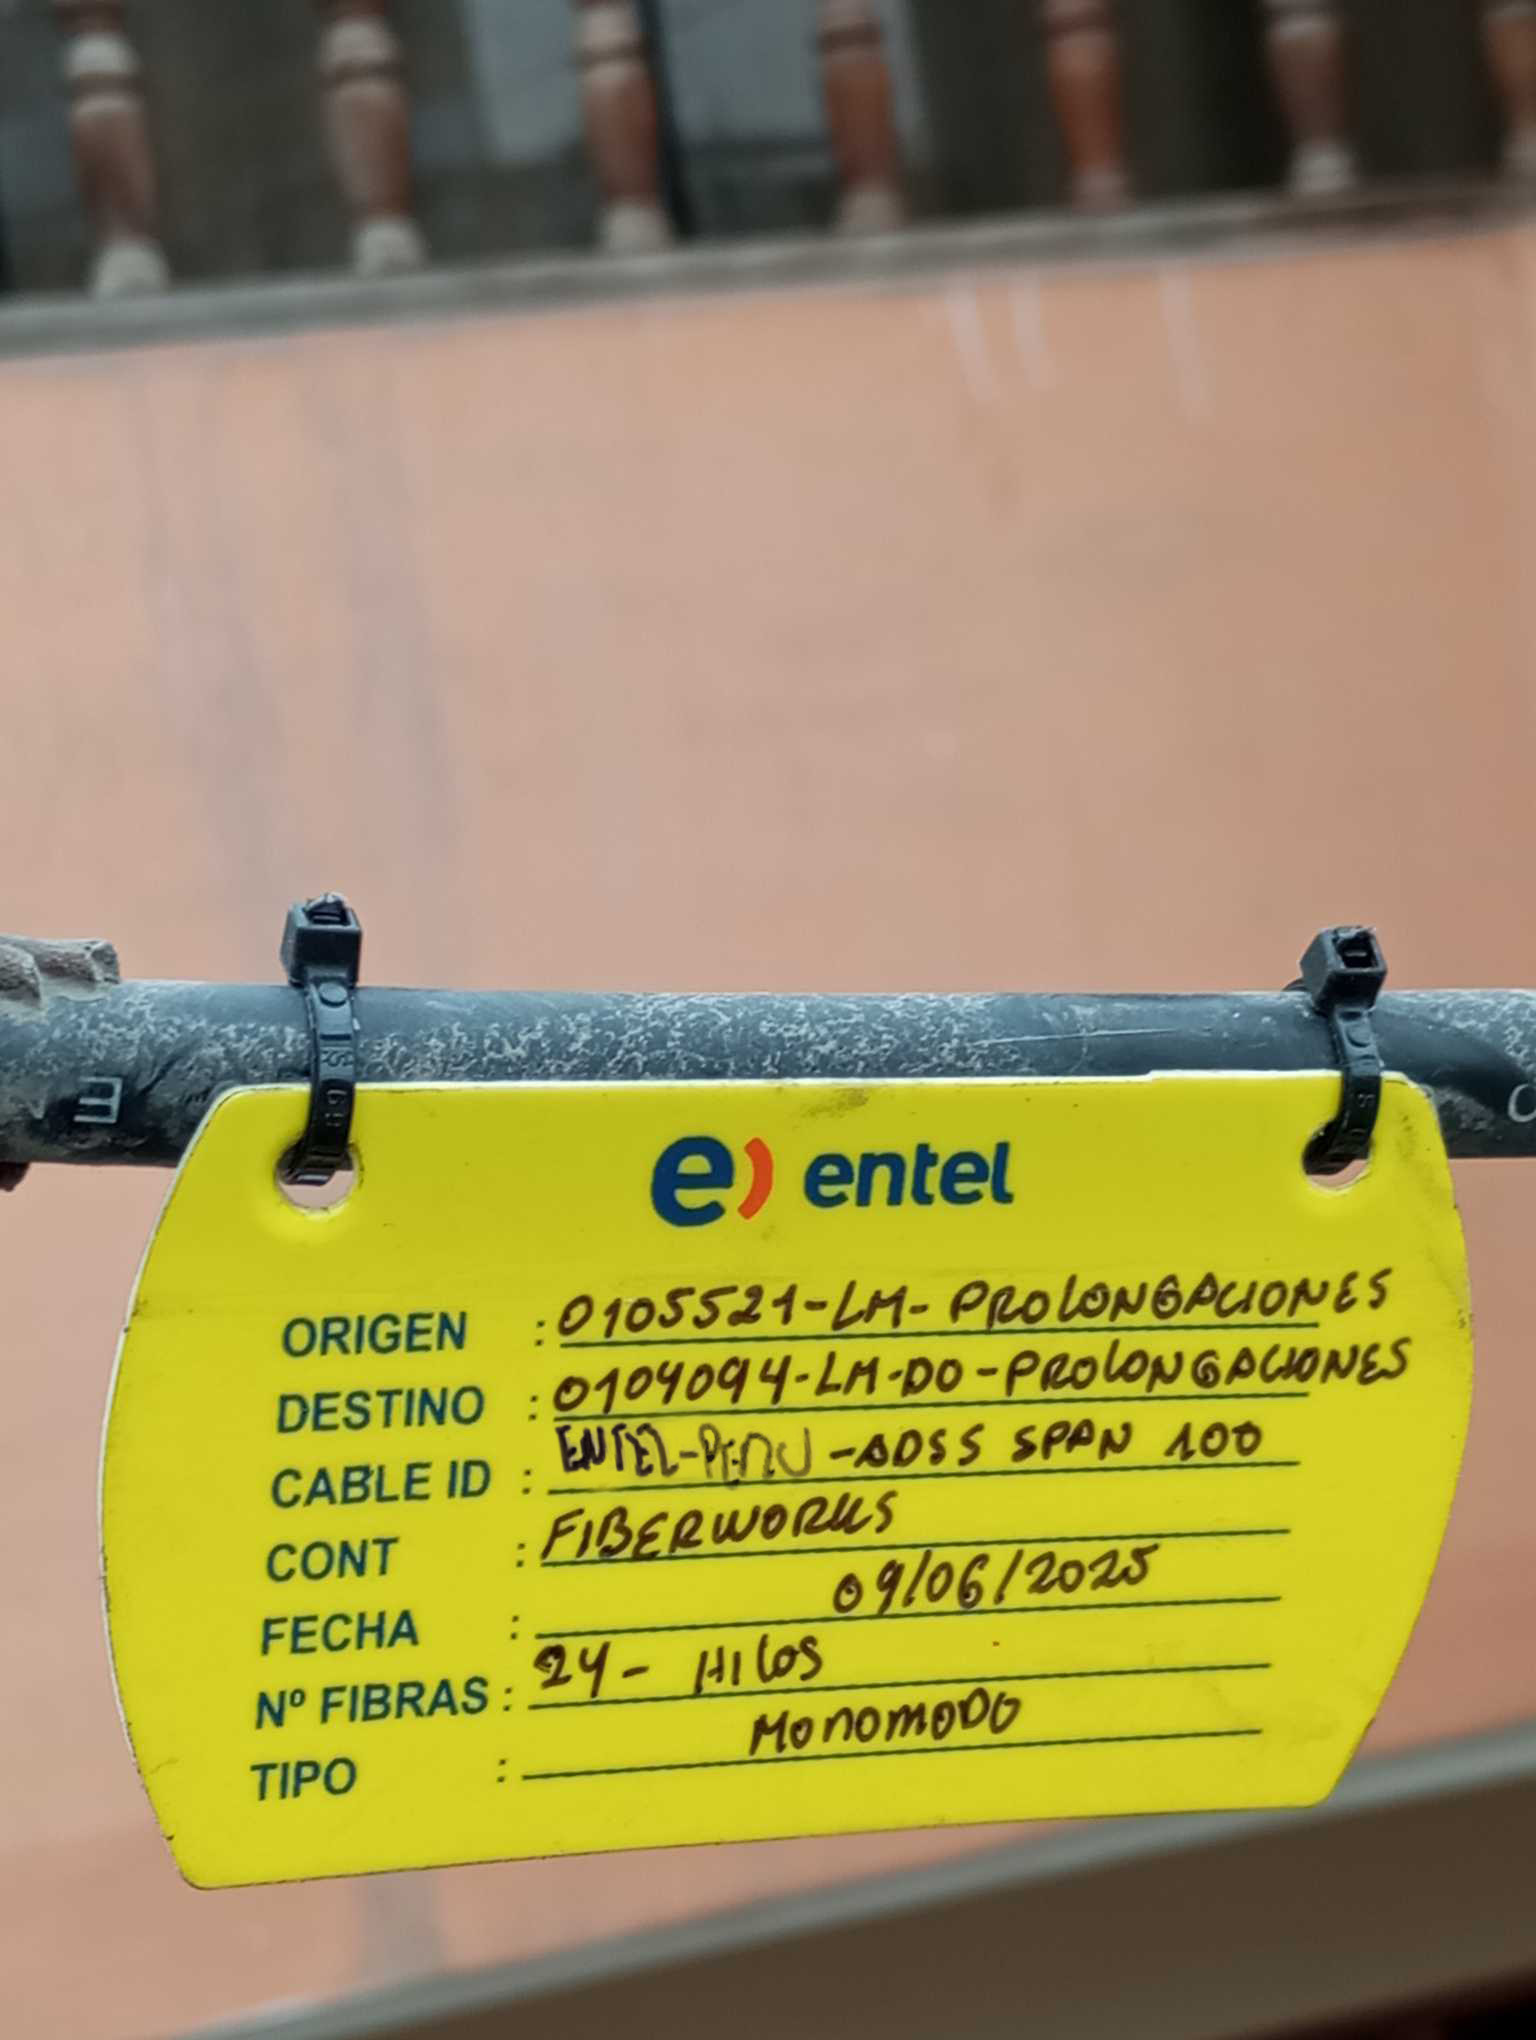 e) entel
ORIGEN : 0105521-LM-PROLONGACIONES
DESTINO : 0104094-LM-DO-PROLONGACIONES
CABLE ID : ENTEL-PERU-ADSS SPAN 100
CONT : FIBERWORKS
FECHA : 09/06/2025
Nº FIBRAS : 24- HILOS
TIPO : MONOMODO